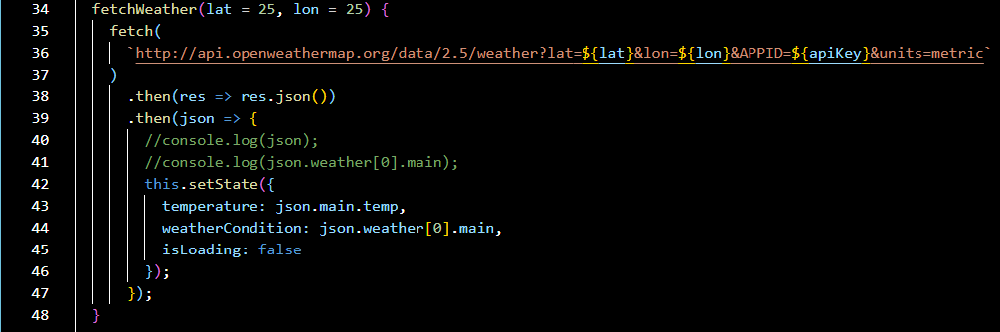 34 fetchWeather(lat = 25, lon = 25) {
35 fetch(
36 `http://api.openweathermap.org/data/2.5/weather?lat=${lat}&lon=${lon}&APPID=${apiKey}&units=metric`
37 )
38 .then(res => res.json())
39 .then(json => {
40 //console.log(json);
41 //console.log(json.weather[0].main);
42 this.setState({
43 temperature: json.main.temp,
44 weatherCondition: json.weather[0].main,
45 isLoading: false
46 });
47 });
48 }